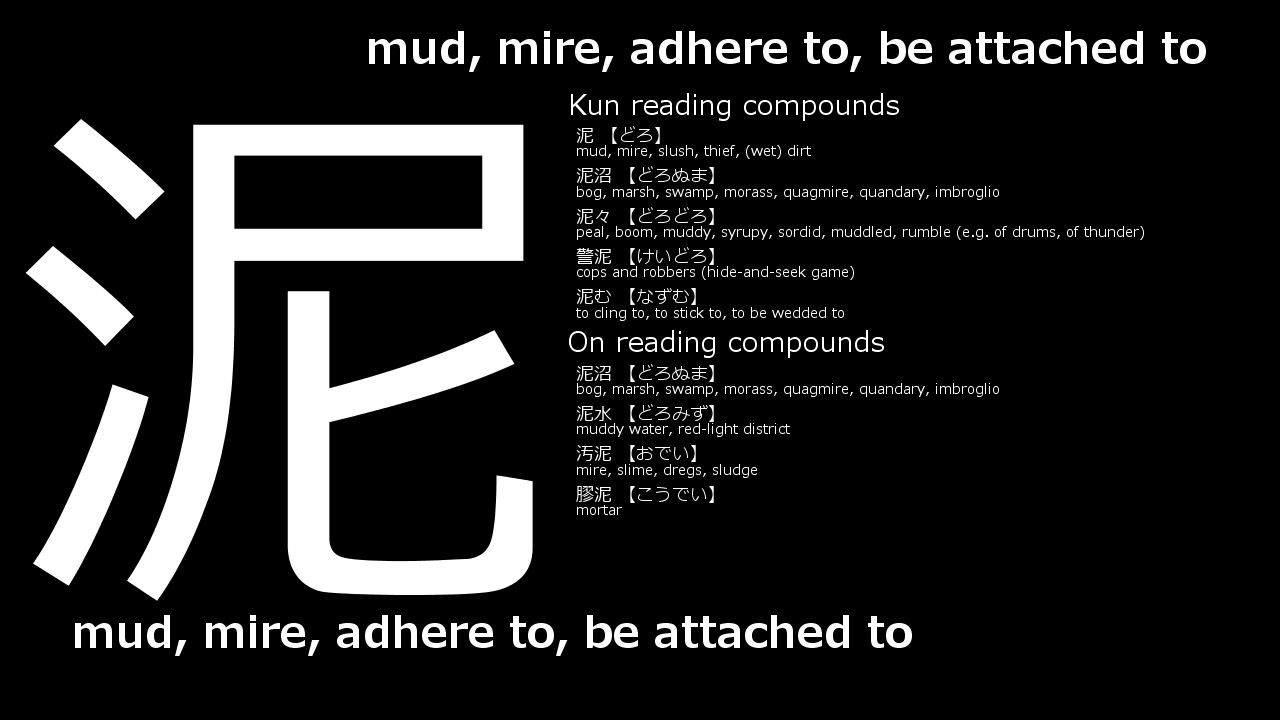 mud, mire, adhere to, be attached to
泥
Kun reading compounds
泥 【どろ】
mud, mire, slush, thief, (wet) dirt
泥沼 【どろぬま】
bog, marsh, swamp, morass, quagmire, quandary, imbroglio
泥々 【どろどろ】
peal, boom, muddy, syrupy, sordid, muddled, rumble (e.g. of drums, of thunder)
警泥 【けいどろ】
cops and robbers (hide-and-seek game)
泥む 【なずむ】
to cling to, to stick to, to be wedded to
On reading compounds
泥沼 【どろぬま】
bog, marsh, swamp, morass, quagmire, quandary, imbroglio
泥水 【どろみず】
muddy water, red-light district
汚泥 【おでい】
mire, slime, dregs, sludge
膠泥 【こうでい】
mortar
mud, mire, adhere to, be attached to